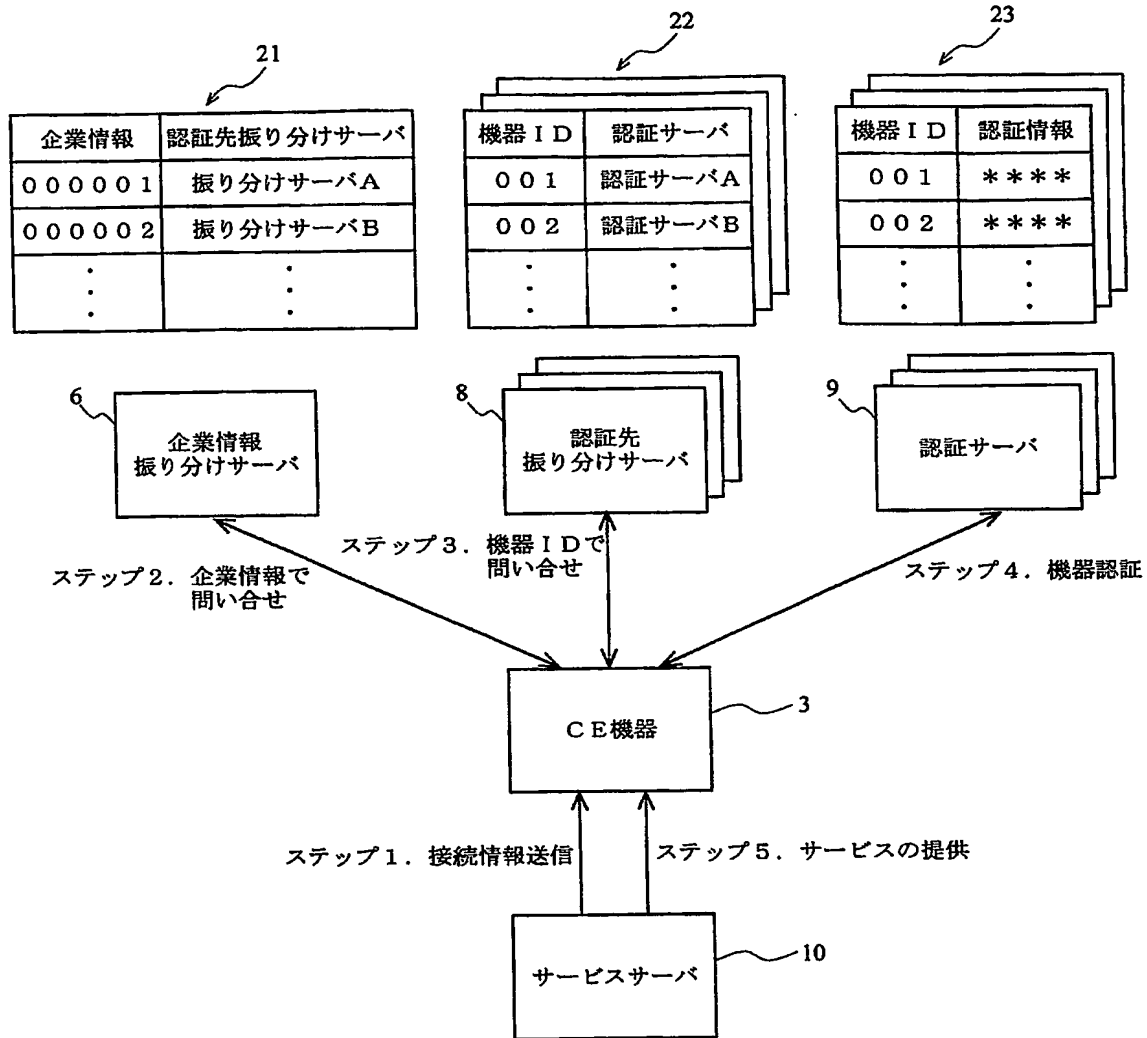 21
22
23
企業情報 認証先振り分けサーバ
000001 振り分けサーバA
000002 振り分けサーバB
機器ID 認証サーバ
001 認証サーバA
002 認証サーバB
機器ID 認証情報
001 ****
002 ****
6
企業情報
振り分けサーバ
8
認証先
振り分けサーバ
9
認証サーバ
ステップ2．企業情報で
問い合せ
ステップ3．機器IDで
問い合せ
ステップ4．機器認証
CE機器
3
ステップ1．接続情報送信
ステップ5．サービスの提供
サービスサーバ
10